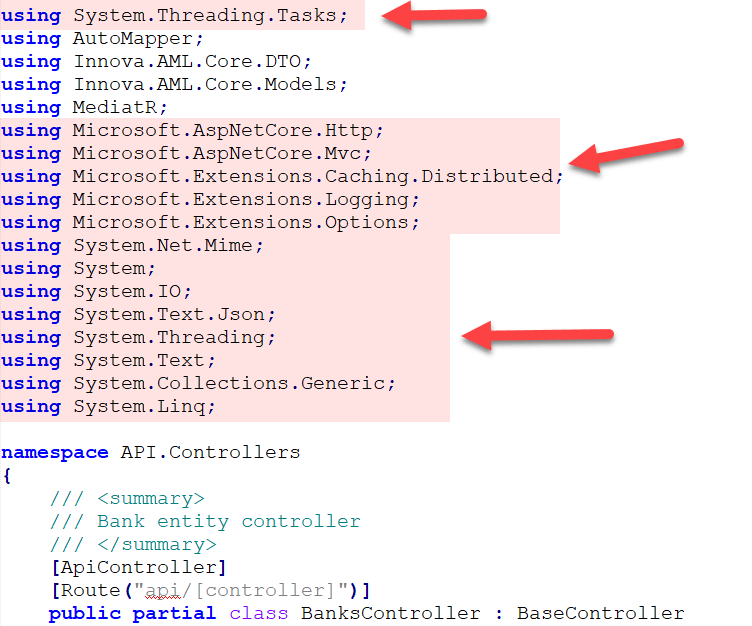 using System.Threading.Tasks;
using AutoMapper;
using Innova.AML.Core.DTO;
using Innova.AML.Core.Models;
using MediatR;
using Microsoft.AspNetCore.Http;
using Microsoft.AspNetCore.Mvc;
using Microsoft.Extensions.Caching.Distributed;
using Microsoft.Extensions.Logging;
using Microsoft.Extensions.Options;
using System.Net.Mime;
using System;
using System.IO;
using System.Text.Json;
using System.Threading;
using System.Text;
using System.Collections.Generic;
using System.Linq;
namespace API.Controllers
{
/// <summary>
/// Bank entity controller
/// </summary>
[ApiController]
[Route("api/[controller]")]
public partial class BanksController : BaseController